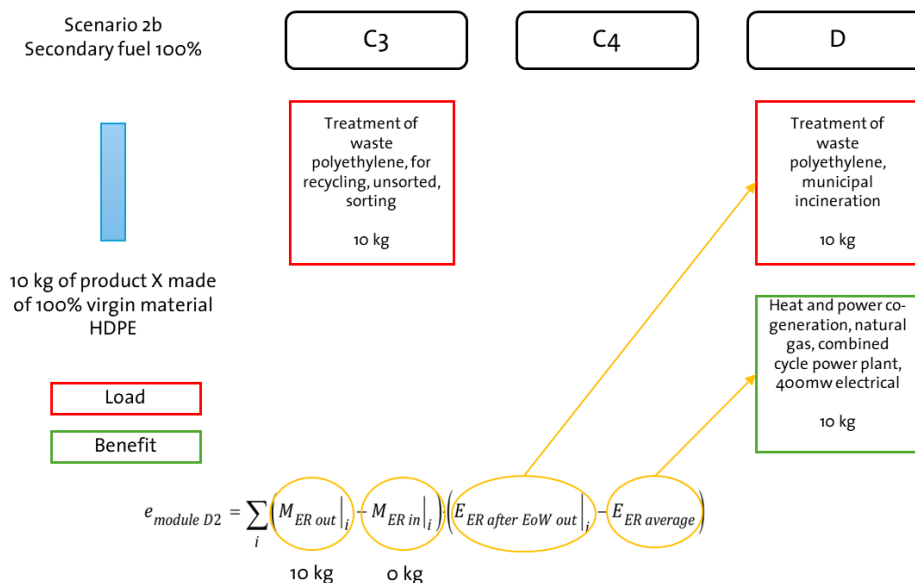 Scenario 2b
Secondary fuel 100%
C3
C4
D
Treatment of
waste
polyethylene, for
recycling, unsorted,
sorting
10 kg
Treatment of
waste
polyethylene,
municipal
incineration
10 kg
10 kg of product X made
of 100% virgin material
HDPE
Heat and power co-
generation, natural
gas, combined
cycle power plant,
400mw electrical
10 kg
Load
Benefit
e module D2 = ∑ i (M ER out | i − M ER in | i) (E ER after EoW out | i − E ER average)
10 kg
0 kg